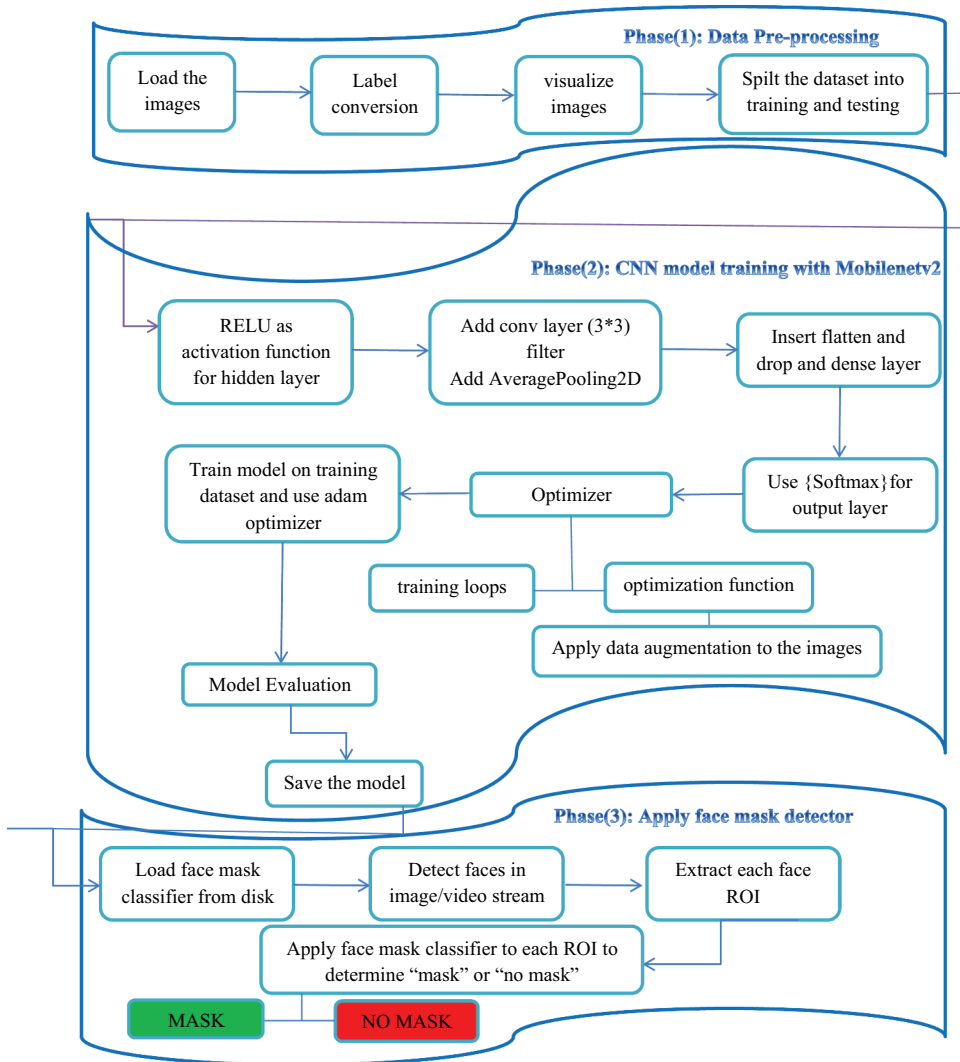 Phase(1): Data Pre-processing
Load the
images
Label
conversion
visualize
images
Spilt the dataset into
training and testing
Phase(2): CNN model training with Mobilenetv2
RELU as
activation function
for hidden layer
Add conv layer (3*3)
filter
Add AveragePooling2D
Insert flatten and
drop and dense layer
Use {Softmax}for
output layer
Optimizer
Train model on training
dataset and use adam
optimizer
training loops
optimization function
Apply data augmentation to the images
Model Evaluation
Save the model
Phase(3): Apply face mask detector
Load face mask
classifier from disk
Detect faces in
image/video stream
Extract each face
ROI
Apply face mask classifier to each ROI to
determine “mask” or “no mask”
MASK
NO MASK